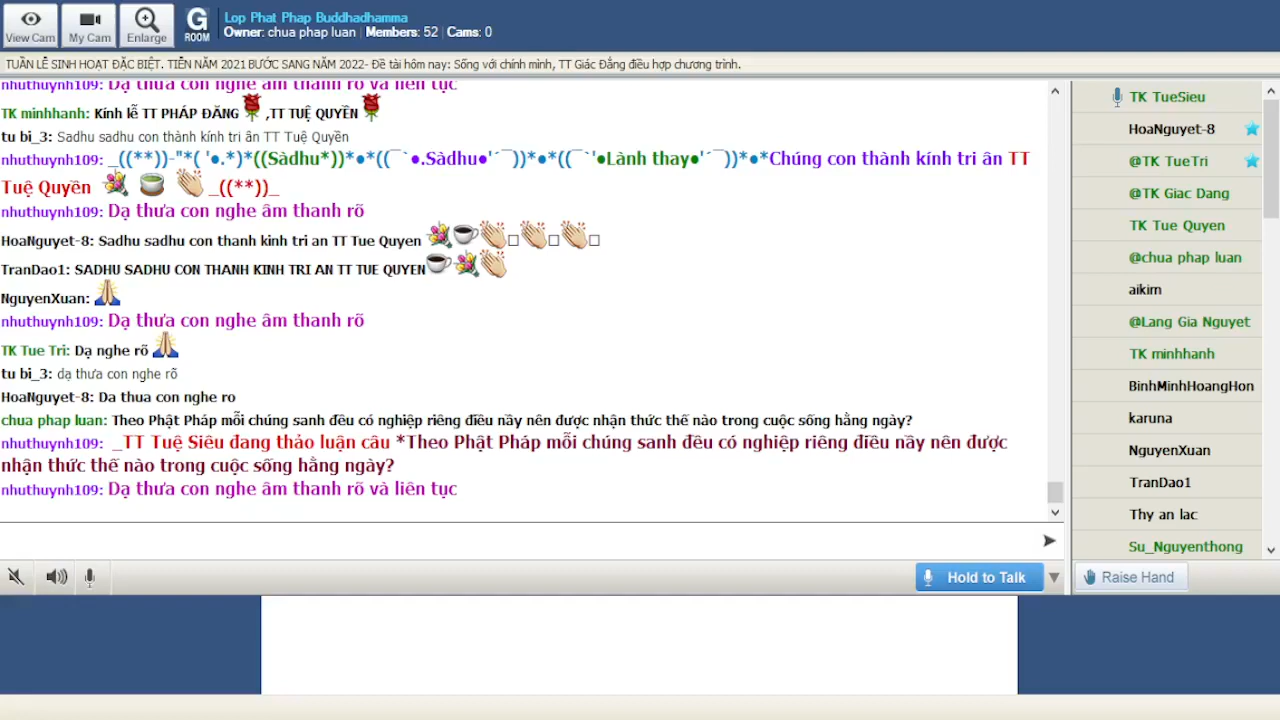 View Cam
My Cam
Enlarge
G ROOM
Lop Phat Phap Buddhadhamma
Owner: chua phap luan | Members: 52 | Cams: 0
TUẦN LỄ SINH HOẠT ĐẶC BIỆT. TIỄN NĂM 2021 BƯỚC SANG NĂM 2022- Đề tài hôm nay: Sống với chính mình, TT Giác Đẳng điều hợp chương trình.
nhuthuynh109: Dạ thưa con nghe âm thanh rõ và liên tục
TK minhhanh: Kính lễ TT PHÁP ĐĂNG ,TT TUỆ QUYỀN
tu bi_3: Sadhu sadhu con thành kính tri ân TT Tuệ Quyền
nhuthuynh109: _((**))-"*( '●.*)*((Sàdhu*))*●*((¯`●.Sàdhu●'´¯))*●*((¯`'●Lành thay●'´¯))*●*Chúng con thành kính tri ân TT
Tuệ Quyền _((**))_
nhuthuynh109: Dạ thưa con nghe âm thanh rõ
HoaNguyet-8: Sadhu sadhu con thanh kinh tri an TT Tue Quyen
TranDao1: SADHU SADHU CON THANH KINH TRI AN TT TUE QUYEN
NguyenXuan:
nhuthuynh109: Dạ thưa con nghe âm thanh rõ
TK Tue Tri: Dạ nghe rõ
tu bi_3: dạ thưa con nghe rõ
HoaNguyet-8: Da thua con nghe ro
chua phap luan: Theo Phật Pháp mỗi chúng sanh đều có nghiệp riêng điều nầy nên được nhận thức thế nào trong cuộc sống hằng ngày?
nhuthuynh109: _TT Tuệ Siêu đang thảo luận câu *Theo Phật Pháp mỗi chúng sanh đều có nghiệp riêng điều nầy nên được
nhận thức thế nào trong cuộc sống hằng ngày?
nhuthuynh109: Dạ thưa con nghe âm thanh rõ và liên tục
Hold to Talk
TK TueSieu
HoaNguyet-8
@TK TueTri
@TK Giac Dang
TK Tue Quyen
@chua phap luan
aikim
@Lang Gia Nguyet
TK minhhanh
BinhMinhHoangHon
karuna
NguyenXuan
TranDao1
Thy an lac
Su_Nguyenthong
Raise Hand